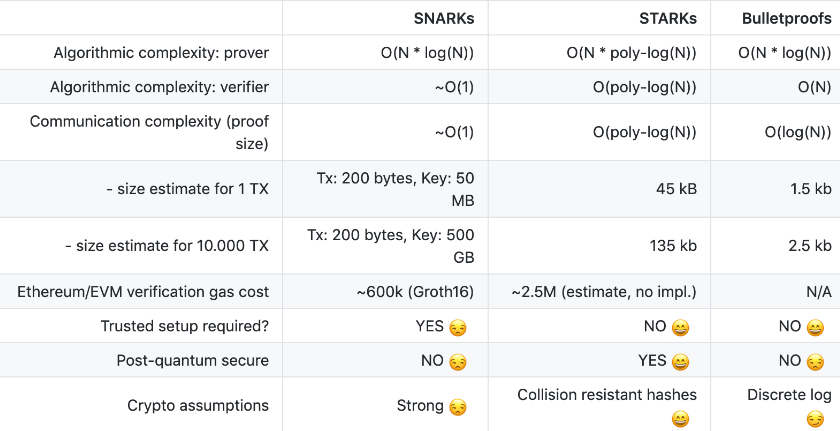 SNARKs STARKs Bulletproofs
Algorithmic complexity: prover O(N * log(N)) O(N * poly-log(N)) O(N * log(N))
Algorithmic complexity: verifier ~O(1) O(poly-log(N)) O(N)
Communication complexity (proof
size) ~O(1) O(poly-log(N)) O(log(N))
- size estimate for 1 TX Tx: 200 bytes, Key: 50
MB 45 kB 1.5 kb
- size estimate for 10.000 TX Tx: 200 bytes, Key: 500
GB 135 kb 2.5 kb
Ethereum/EVM verification gas cost ~600k (Groth16) ~2.5M (estimate, no impl.) N/A
Trusted setup required? YES 😒 NO 😄 NO 😄
Post-quantum secure NO 😒 YES 😄 NO 😒
Crypto assumptions Strong 😒 Collision resistant hashes
😄 Discrete log
😏